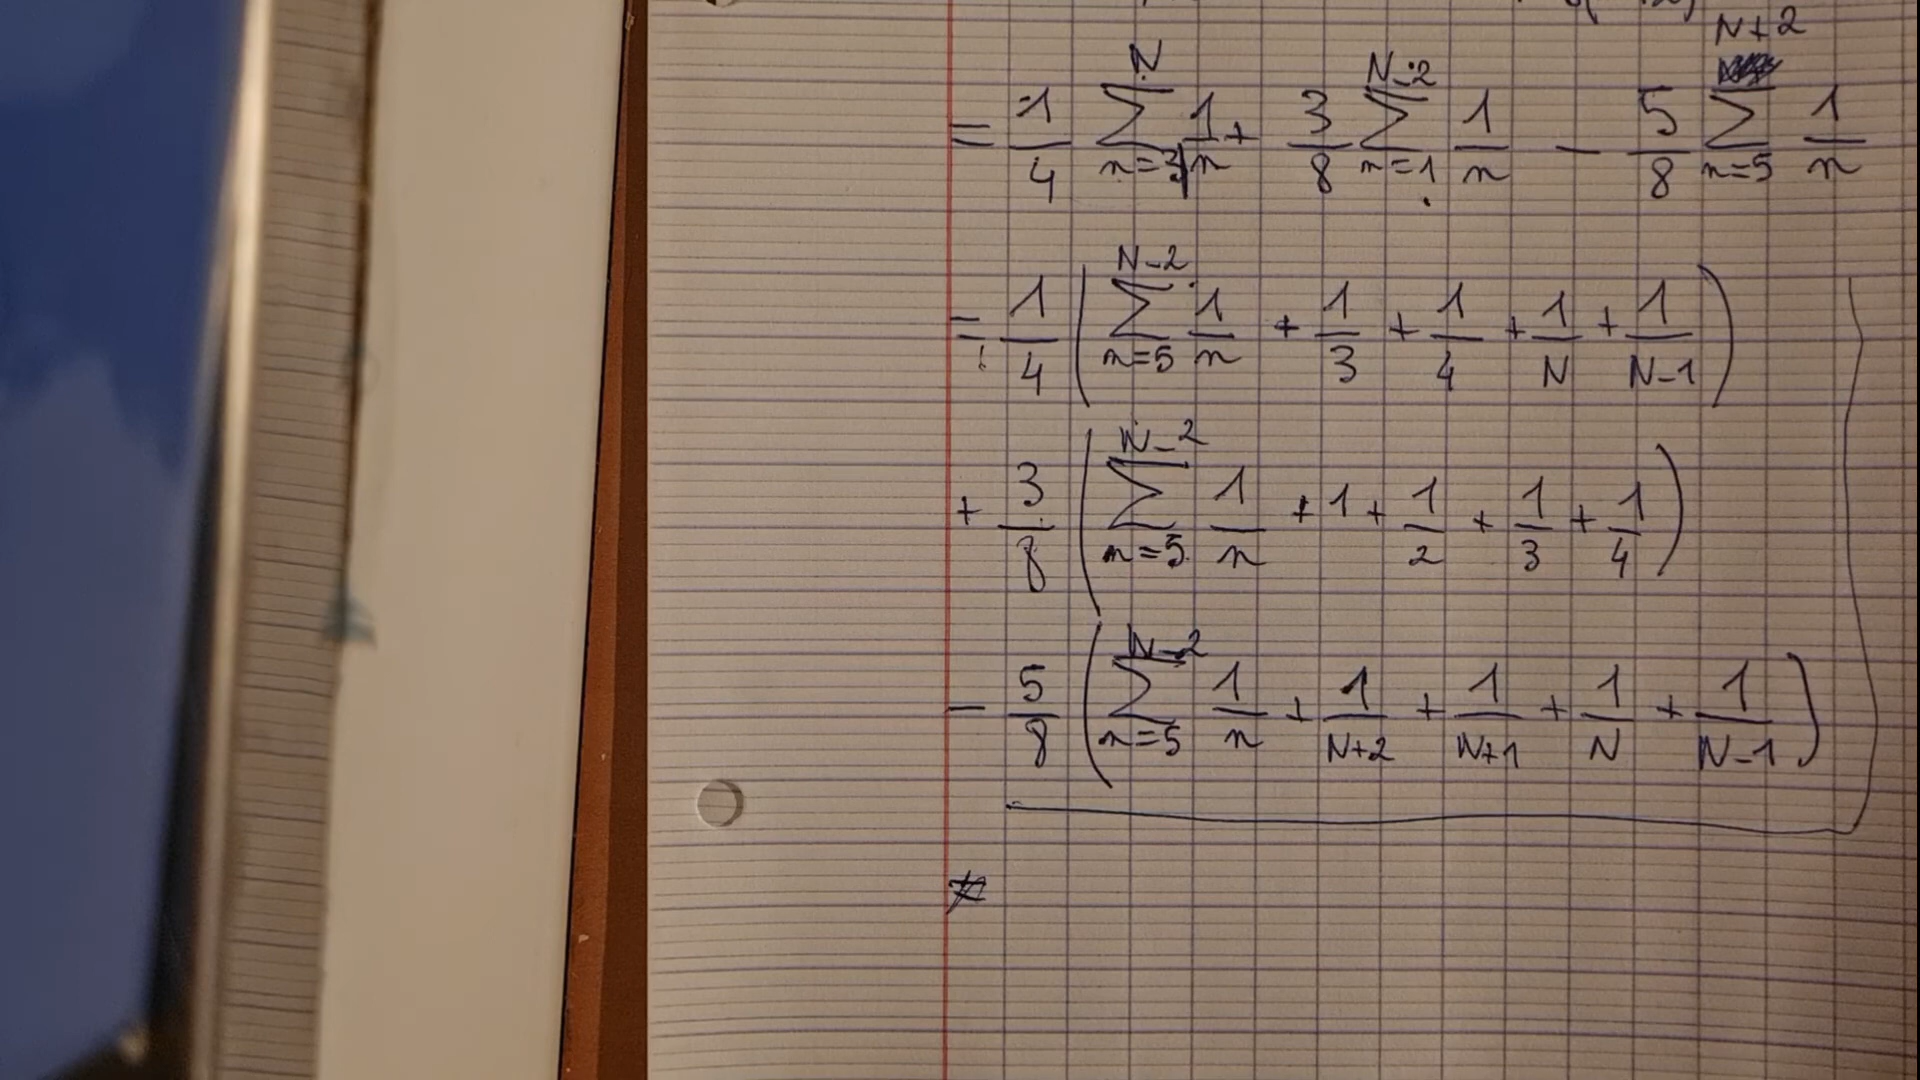 N+2
= 1/4 ∑_{n=3}^{N} 1/n + 3/8 ∑_{n=1}^{N-2} 1/n - 5/8 ∑_{n=5}^{N+2} 1/n
= 1/4 ( ∑_{n=5}^{N-2} 1/n + 1/3 + 1/4 + 1/N + 1/(N-1) )
+ 3/8 ( ∑_{n=5}^{N-2} 1/n + 1 + 1/2 + 1/3 + 1/4 )
- 5/8 ( ∑_{n=5}^{N-2} 1/n + 1/(N+2) + 1/(N+1) + 1/N + 1/(N-1) )